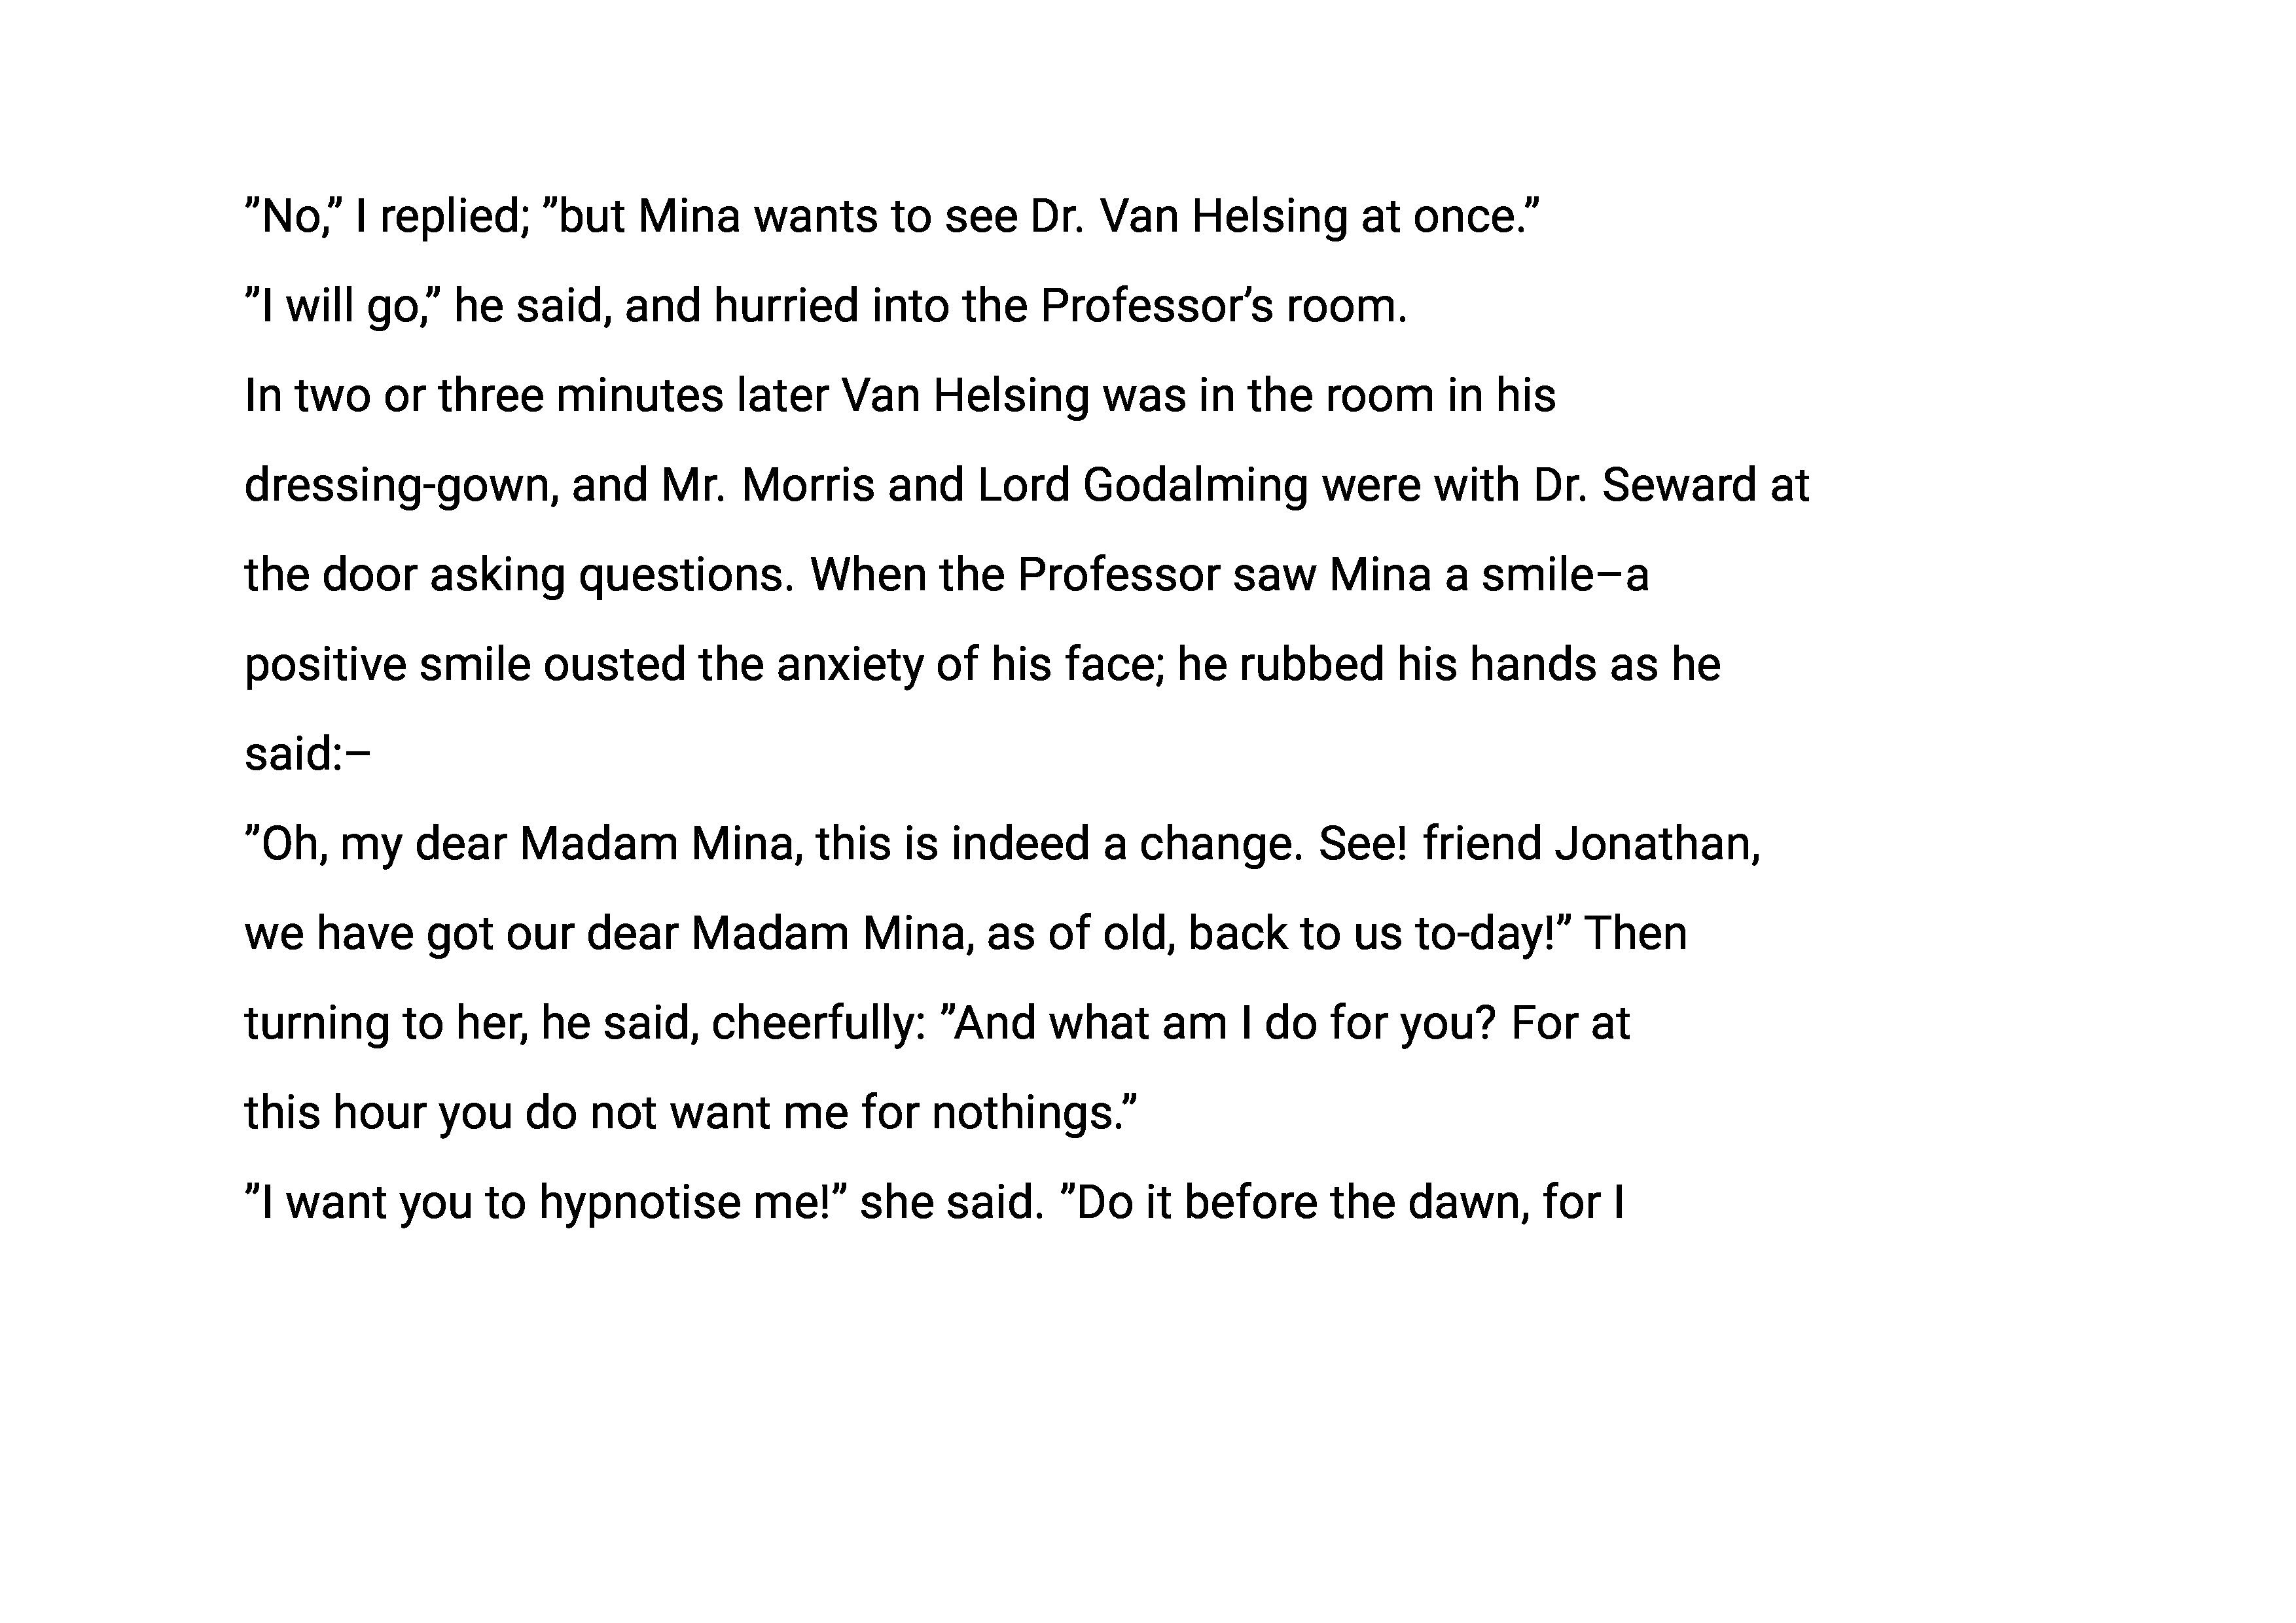 ”No,” I replied; ”but Mina wants to see Dr. Van Helsing at once.”
”I will go,” he said, and hurried into the Professor’s room.
In two or three minutes later Van Helsing was in the room in his
dressing-gown, and Mr. Morris and Lord Godalming were with Dr. Seward at
the door asking questions. When the Professor saw Mina a smile–a
positive smile ousted the anxiety of his face; he rubbed his hands as he
said:–
”Oh, my dear Madam Mina, this is indeed a change. See! friend Jonathan,
we have got our dear Madam Mina, as of old, back to us to-day!” Then
turning to her, he said, cheerfully: ”And what am I do for you? For at
this hour you do not want me for nothings.”
”I want you to hypnotise me!” she said. ”Do it before the dawn, for I